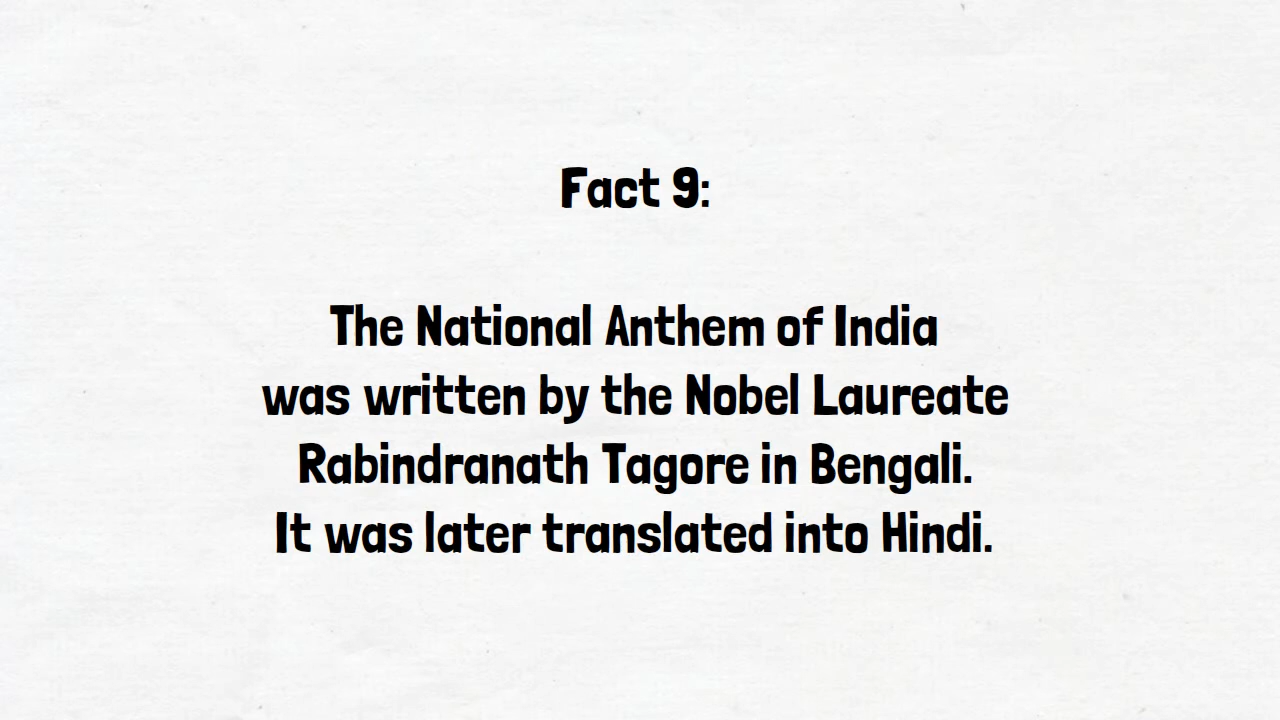 Fact 9:
The National Anthem of India
was written by the Nobel Laureate
Rabindranath Tagore in Bengali.
It was later translated into Hindi.